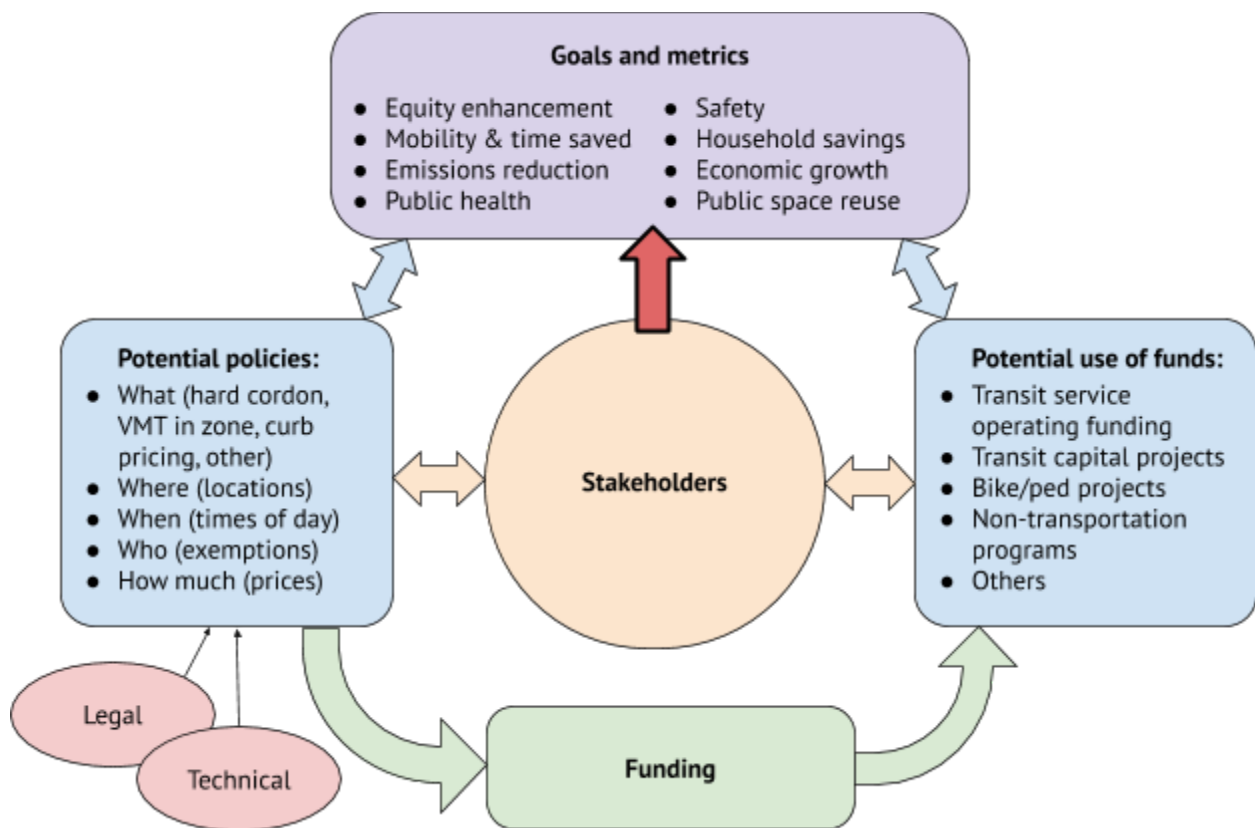 Goals and metrics
● Equity enhancement
● Mobility & time saved
● Emissions reduction
● Public health
● Safety
● Household savings
● Economic growth
● Public space reuse
Potential policies:
● What (hard cordon,
VMT in zone, curb
pricing, other)
● Where (locations)
● When (times of day)
● Who (exemptions)
● How much (prices)
Stakeholders
Potential use of funds:
● Transit service
operating funding
● Transit capital projects
● Bike/ped projects
● Non-transportation
programs
● Others
Legal
Technical
Funding